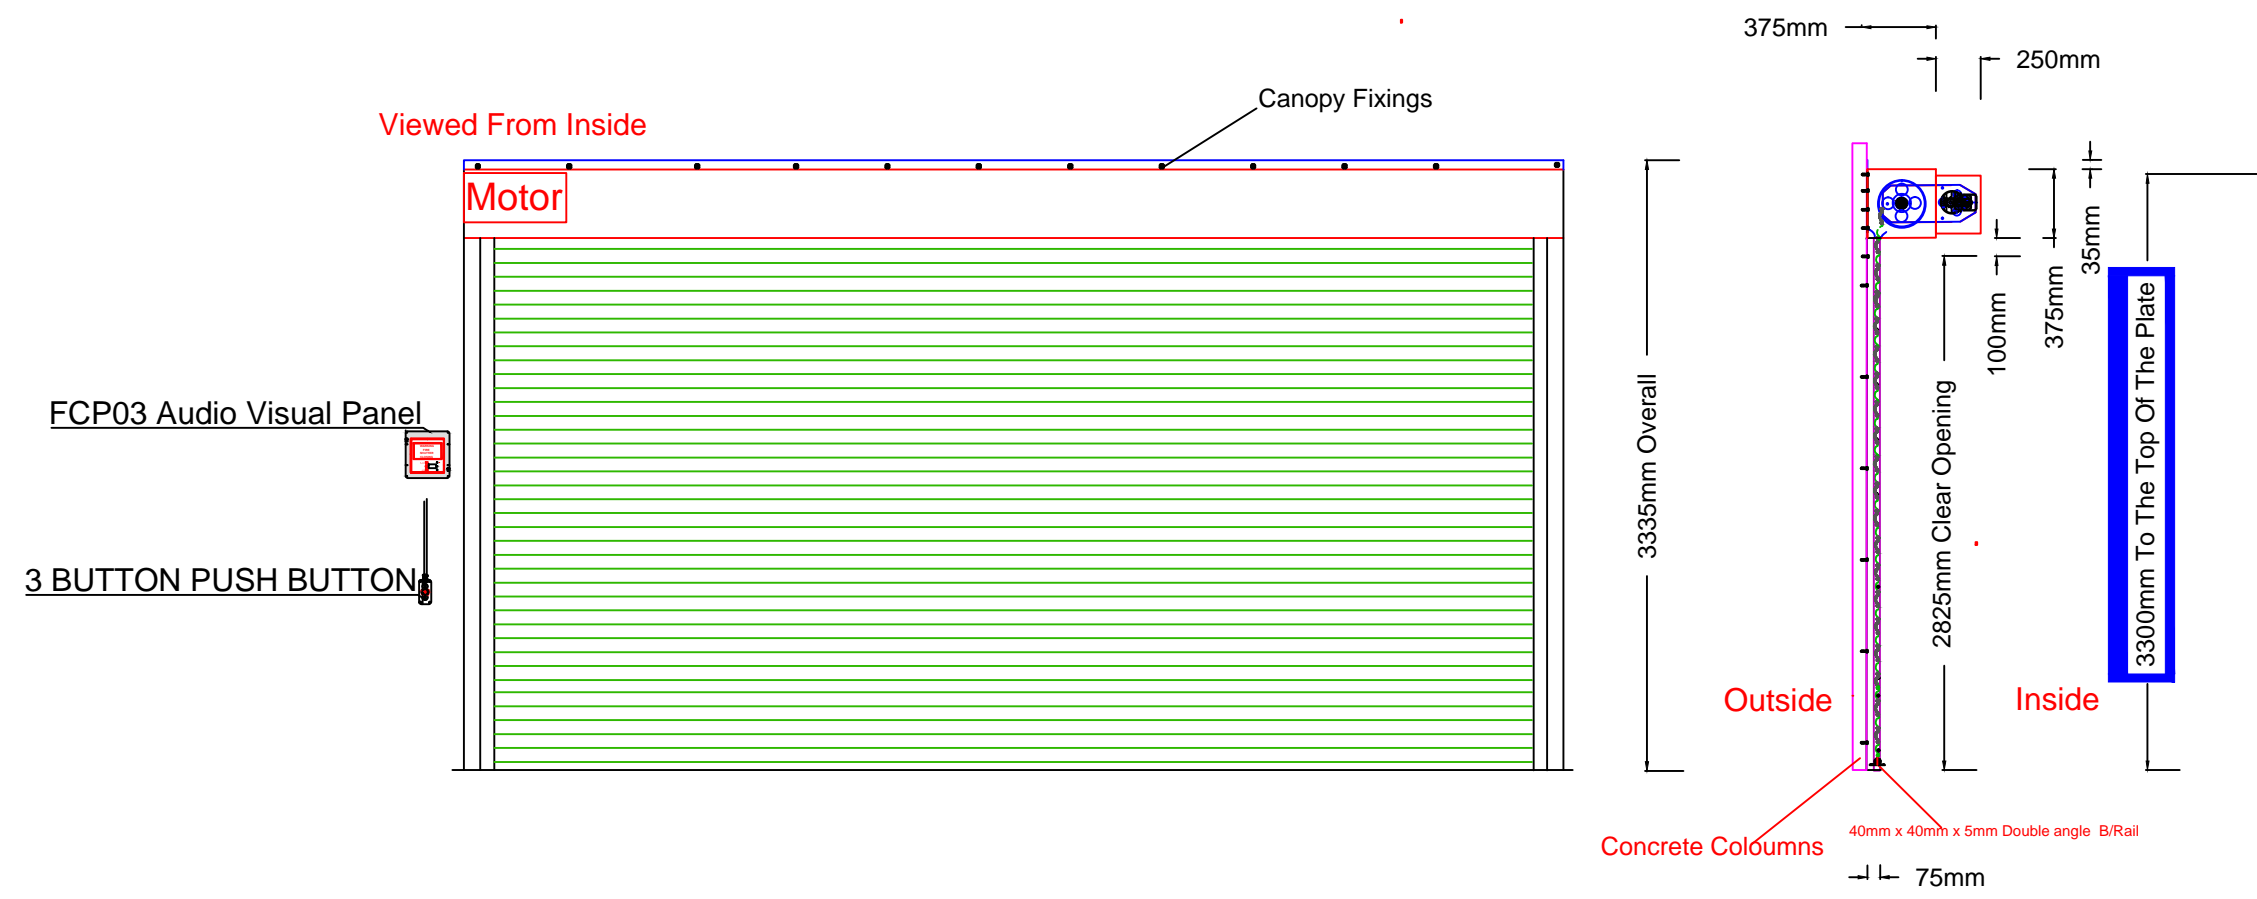 375mm
250mm
Canopy Fixings
Viewed From Inside
Motor
35mm
375mm
100mm
3335mm Overall
2825mm Clear Opening
3300mm To The Top Of The Plate
FCP03 Audio Visual Panel
3 BUTTON PUSH BUTTON
Outside
Inside
40mm x 40mm x 5mm Double angle B/Rail
Concrete Coloumns
75mm